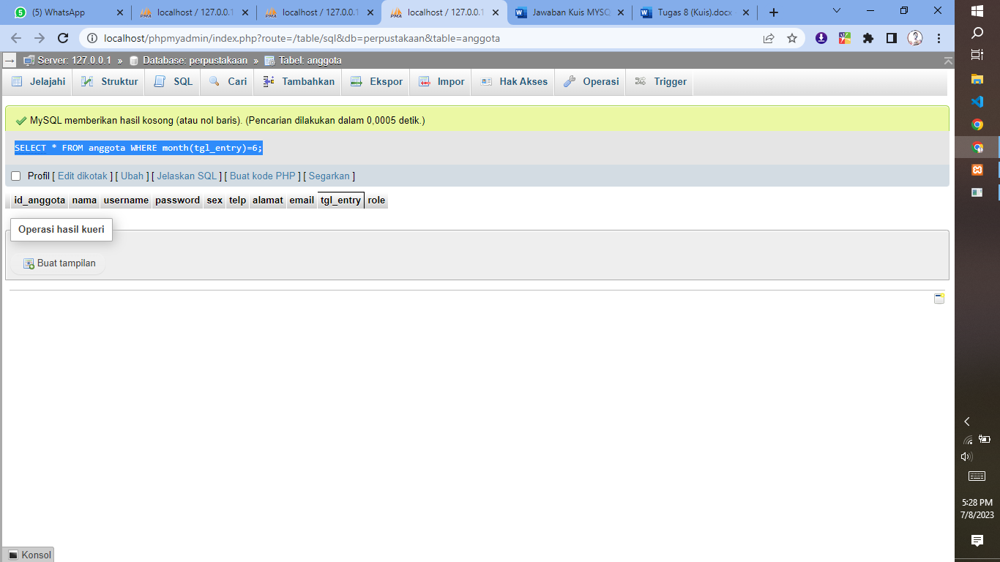 (5) WhatsApp
localhost / 127.0.0.1
localhost / 127.0.0.1
localhost / 127.0.0.1
Jawaban Kuis MYSQ
Tugas 8 (Kuis).docx
localhost/phpmyadmin/index.php?route=/table/sql&db=perpustakaan&table=anggota
Server: 127.0.0.1 » Database: perpustakaan » Tabel: anggota
Jelajahi Struktur SQL Cari Tambahkan Ekspor Impor Hak Akses Operasi Trigger
MySQL memberikan hasil kosong (atau nol baris). (Pencarian dilakukan dalam 0,0005 detik.)
SELECT * FROM anggota WHERE month(tgl_entry)=6;
Profil [ Edit dikotak ] [ Ubah ] [ Jelaskan SQL ] [ Buat kode PHP ] [ Segarkan ]
id_anggota nama username password sex telp alamat email tgl_entry role
Operasi hasil kueri
Buat tampilan
Konsol
5:28 PM
7/8/2023